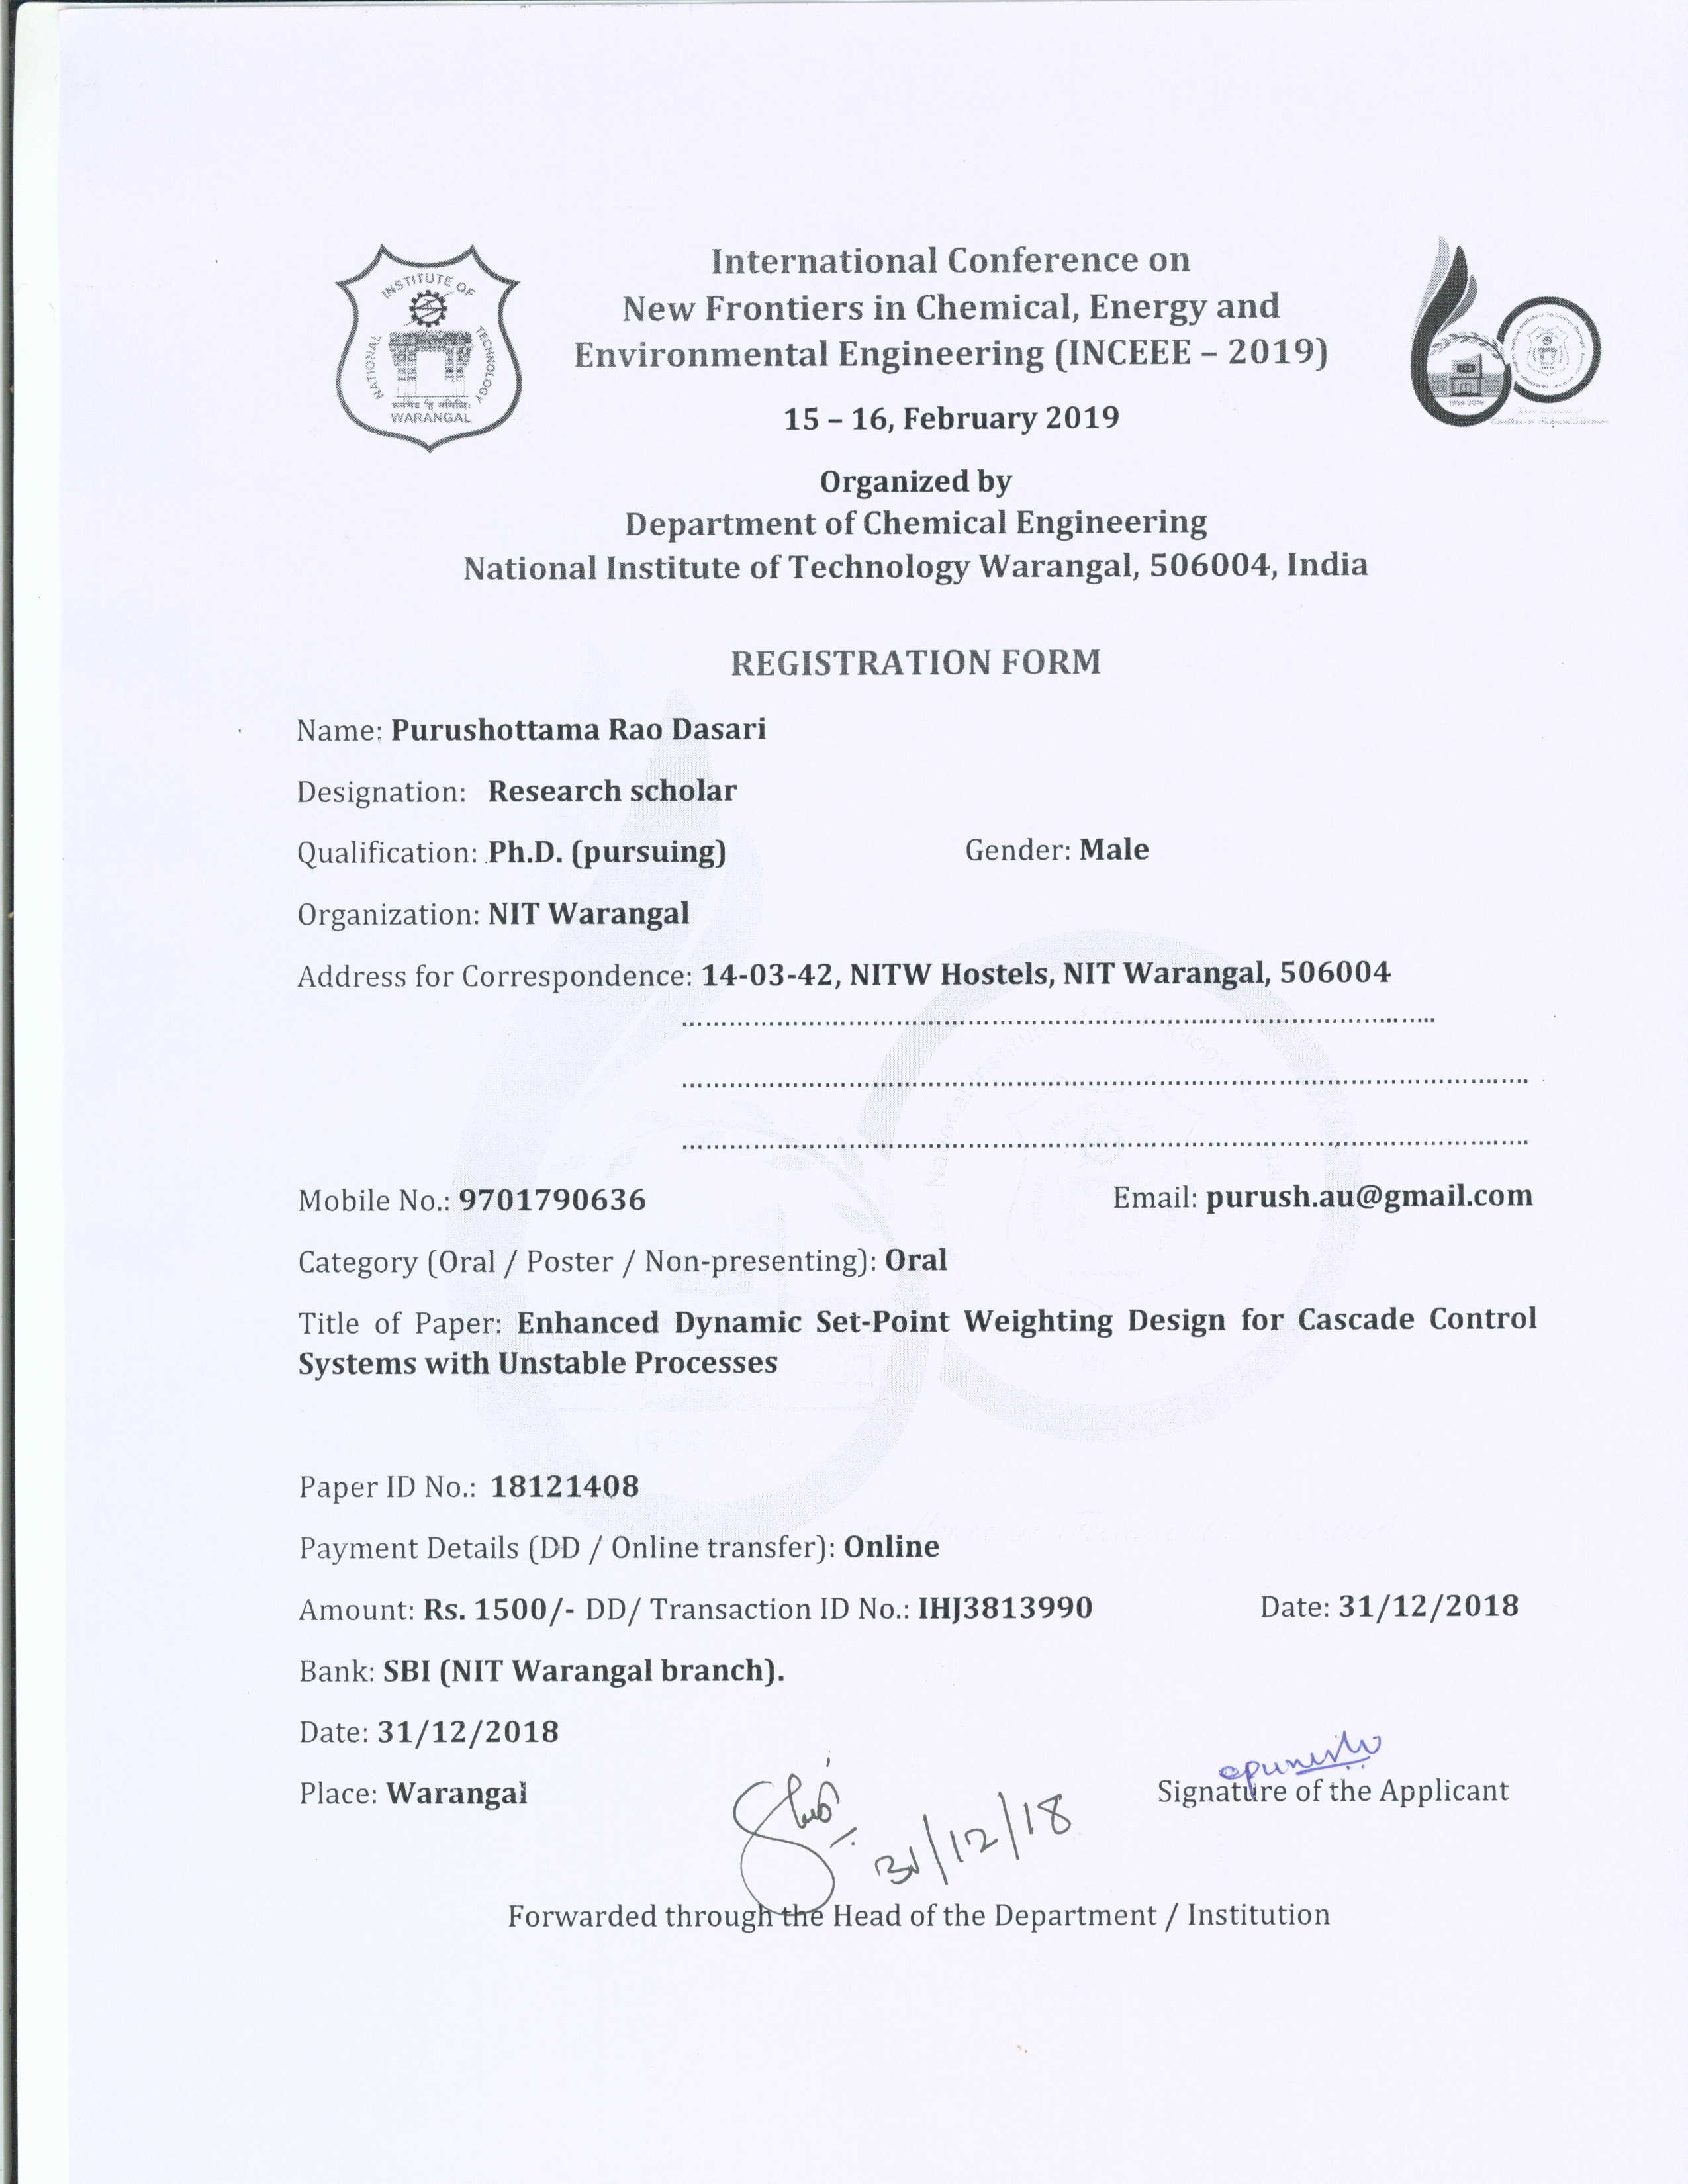 International Conference on
New Frontiers in Chemical, Energy and
Environmental Engineering (INCEEE – 2019)
15 – 16, February 2019
Organized by
Department of Chemical Engineering
National Institute of Technology Warangal, 506004, India
NATIONAL INSTITUTE OF TECHNOLOGY
WARANGAL
1959-2019
REGISTRATION FORM
Name: Purushottama Rao Dasari
Designation: Research scholar
Qualification: Ph.D. (pursuing) Gender: Male
Organization: NIT Warangal
Address for Correspondence: 14-03-42, NITW Hostels, NIT Warangal, 506004
Mobile No.: 9701790636 Email: purush.au@gmail.com
Category (Oral / Poster / Non-presenting): Oral
Title of Paper: Enhanced Dynamic Set-Point Weighting Design for Cascade Control
Systems with Unstable Processes
Paper ID No.: 18121408
Payment Details (DD / Online transfer): Online
Amount: Rs. 1500/- DD/ Transaction ID No.: IHJ3813990 Date: 31/12/2018
Bank: SBI (NIT Warangal branch).
Date: 31/12/2018
Place: Warangal
Signature of the Applicant
31/12/18
Forwarded through the Head of the Department / Institution